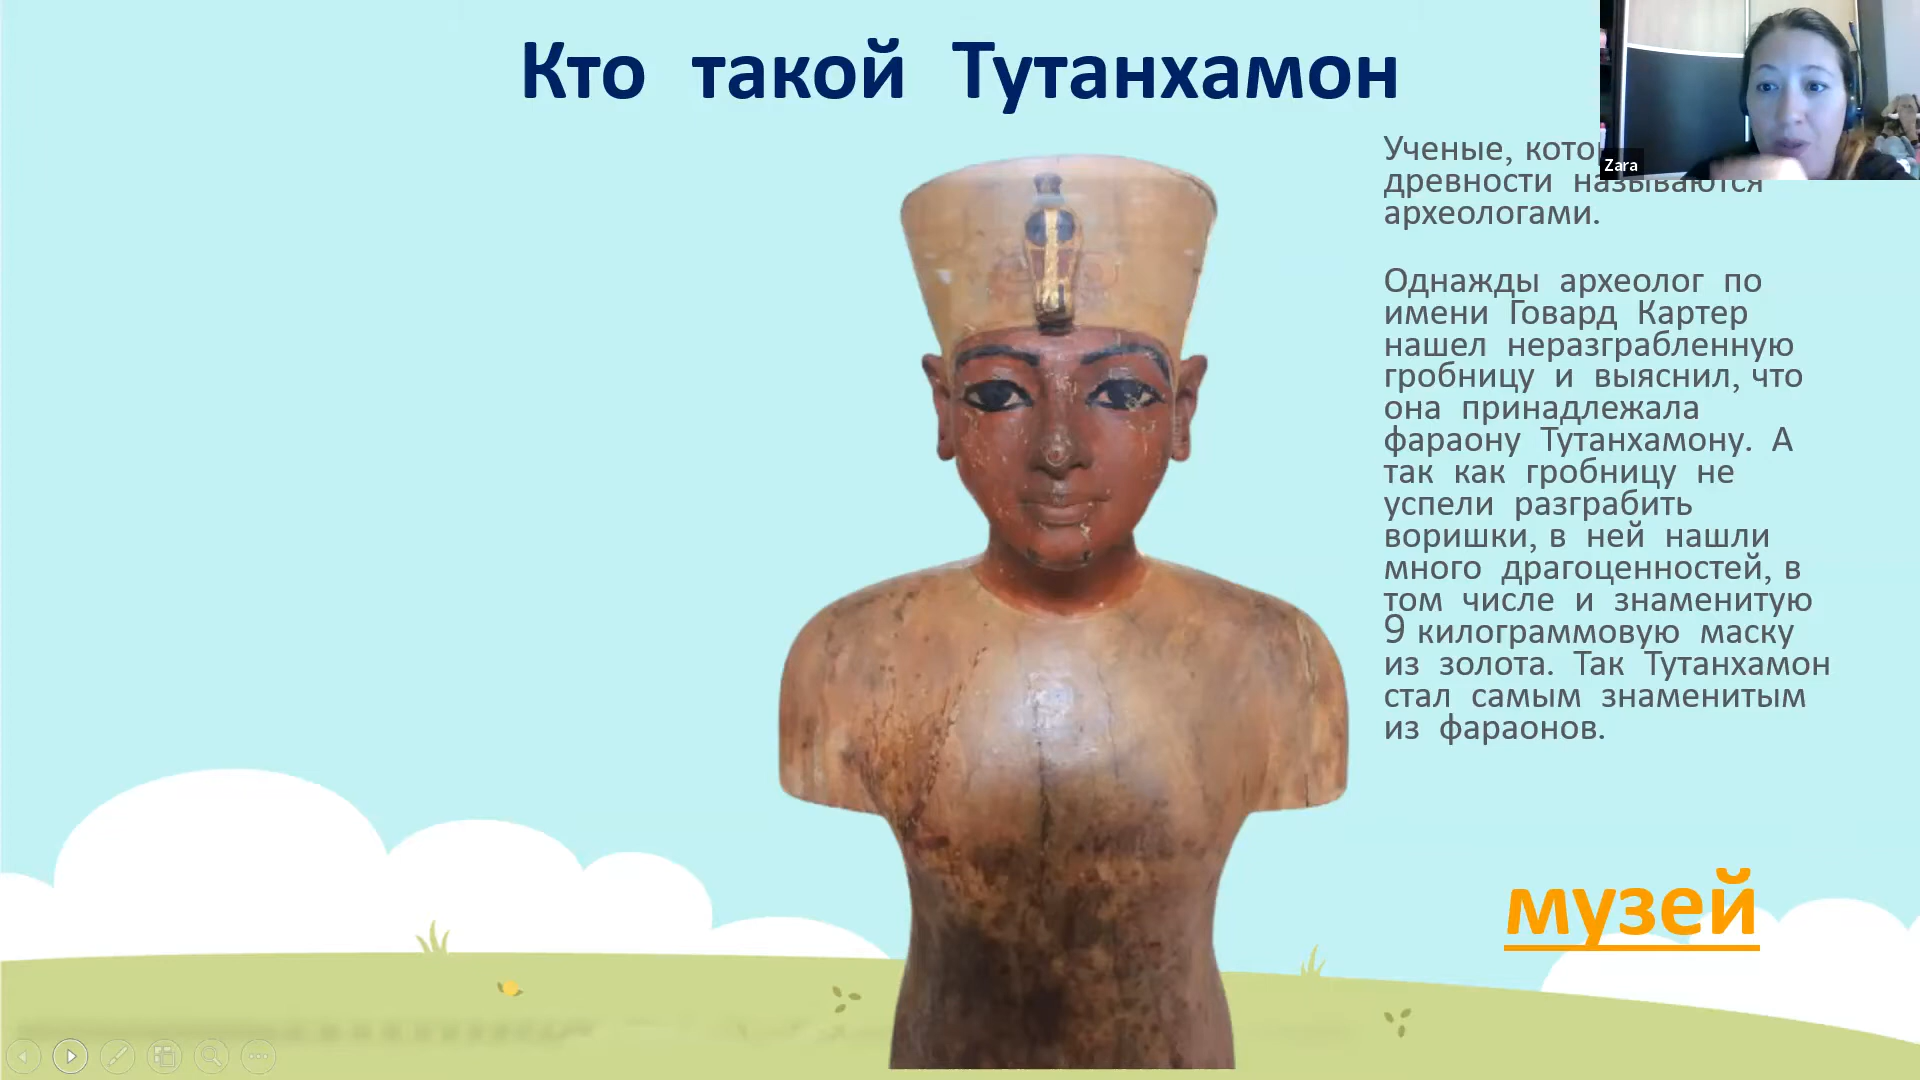 Кто такой Тутанхамон
Zara
Ученые,
древности называются
археологами.
Однажды археолог по
имени Говард Картер
нашел неразграбленную
гробницу и выяснил, что
она принадлежала
фараону Тутанхамону. А
так как гробницу не
успели разграбить
воришки, в ней нашли
много драгоценностей, в
том числе и знаменитую
9 килограммовую маску
из золота. Так Тутанхамон
стал самым знаменитым
из фараонов.
музей